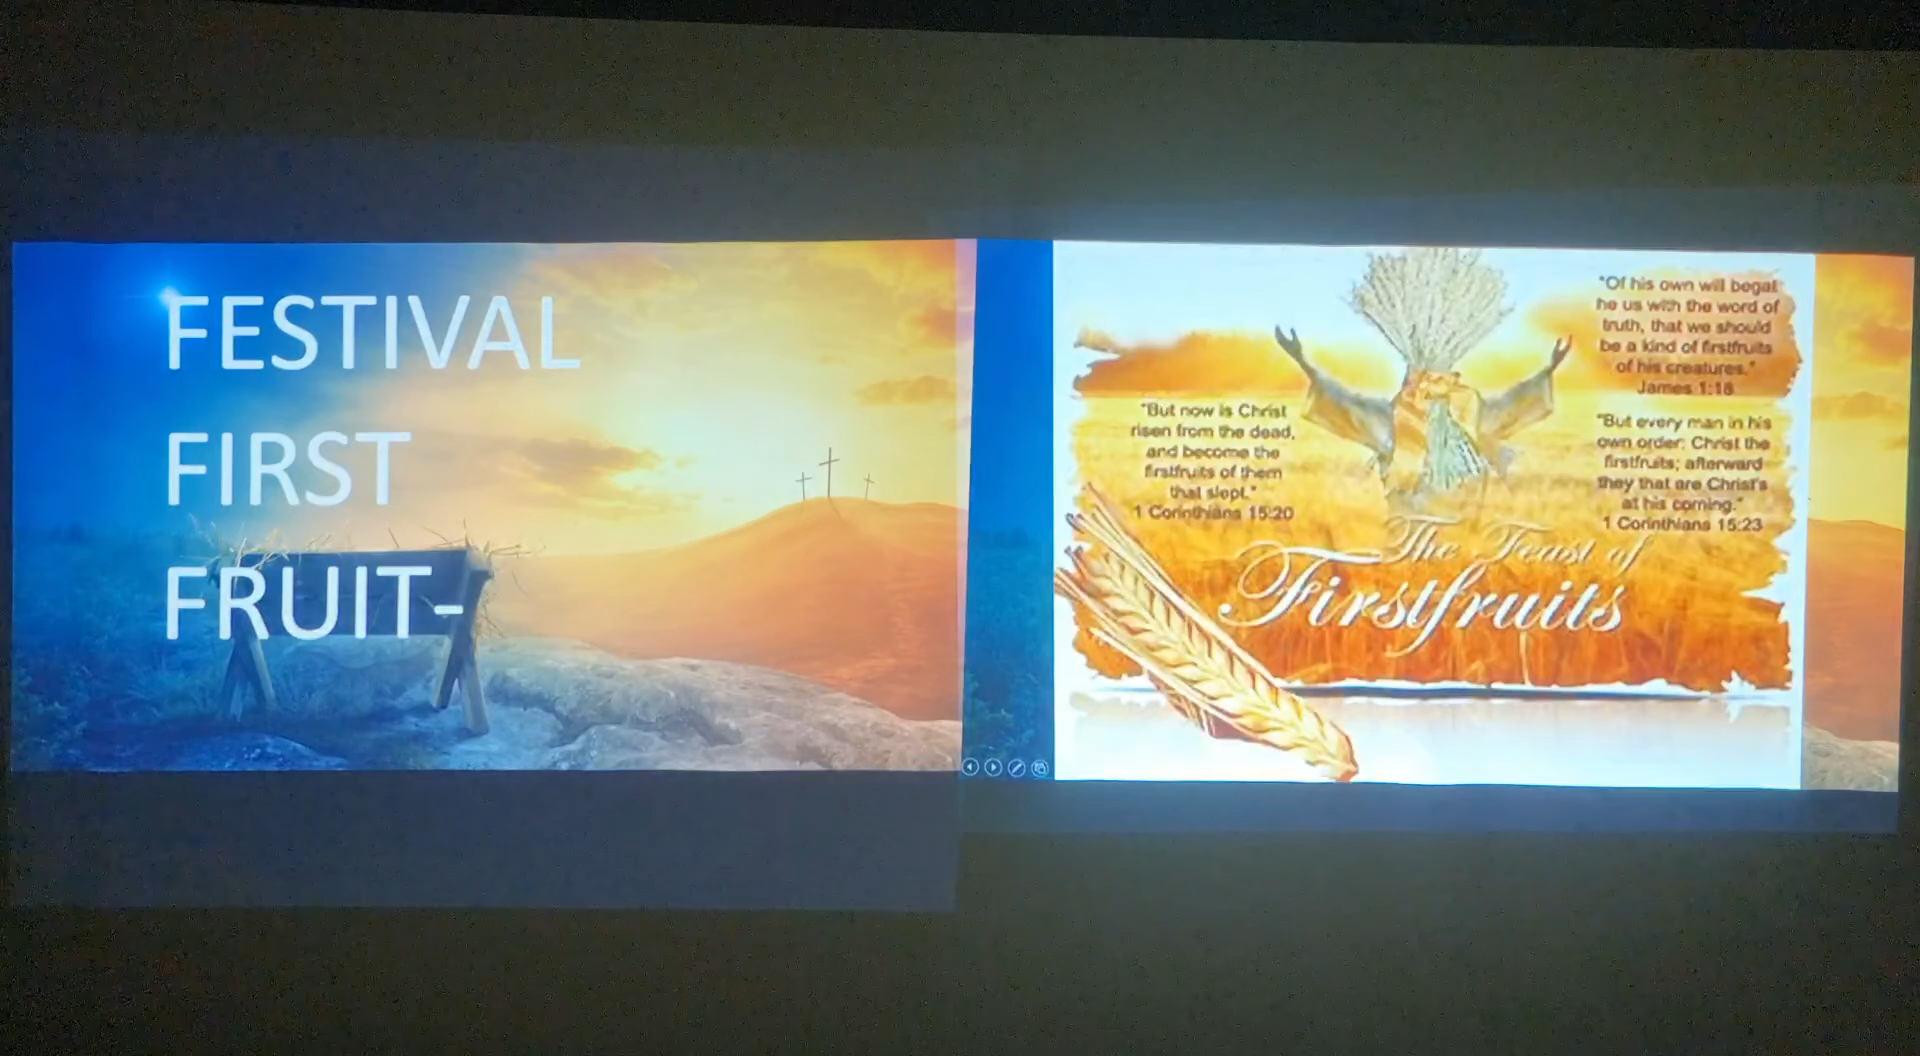 FESTIVAL
FIRST
FRUIT-
"Of his own will begat
he us with the word of
truth, that we should
be a kind of firstfruits
of his creatures."
James 1:18
"But now is Christ
risen from the dead,
and become the
firstfruits of them
that slept."
1 Corinthians 15:20
"But every man in his
own order: Christ the
firstfruits; afterward
they that are Christ's
at his coming."
1 Corinthians 15:23
The Feast of
Firstfruits